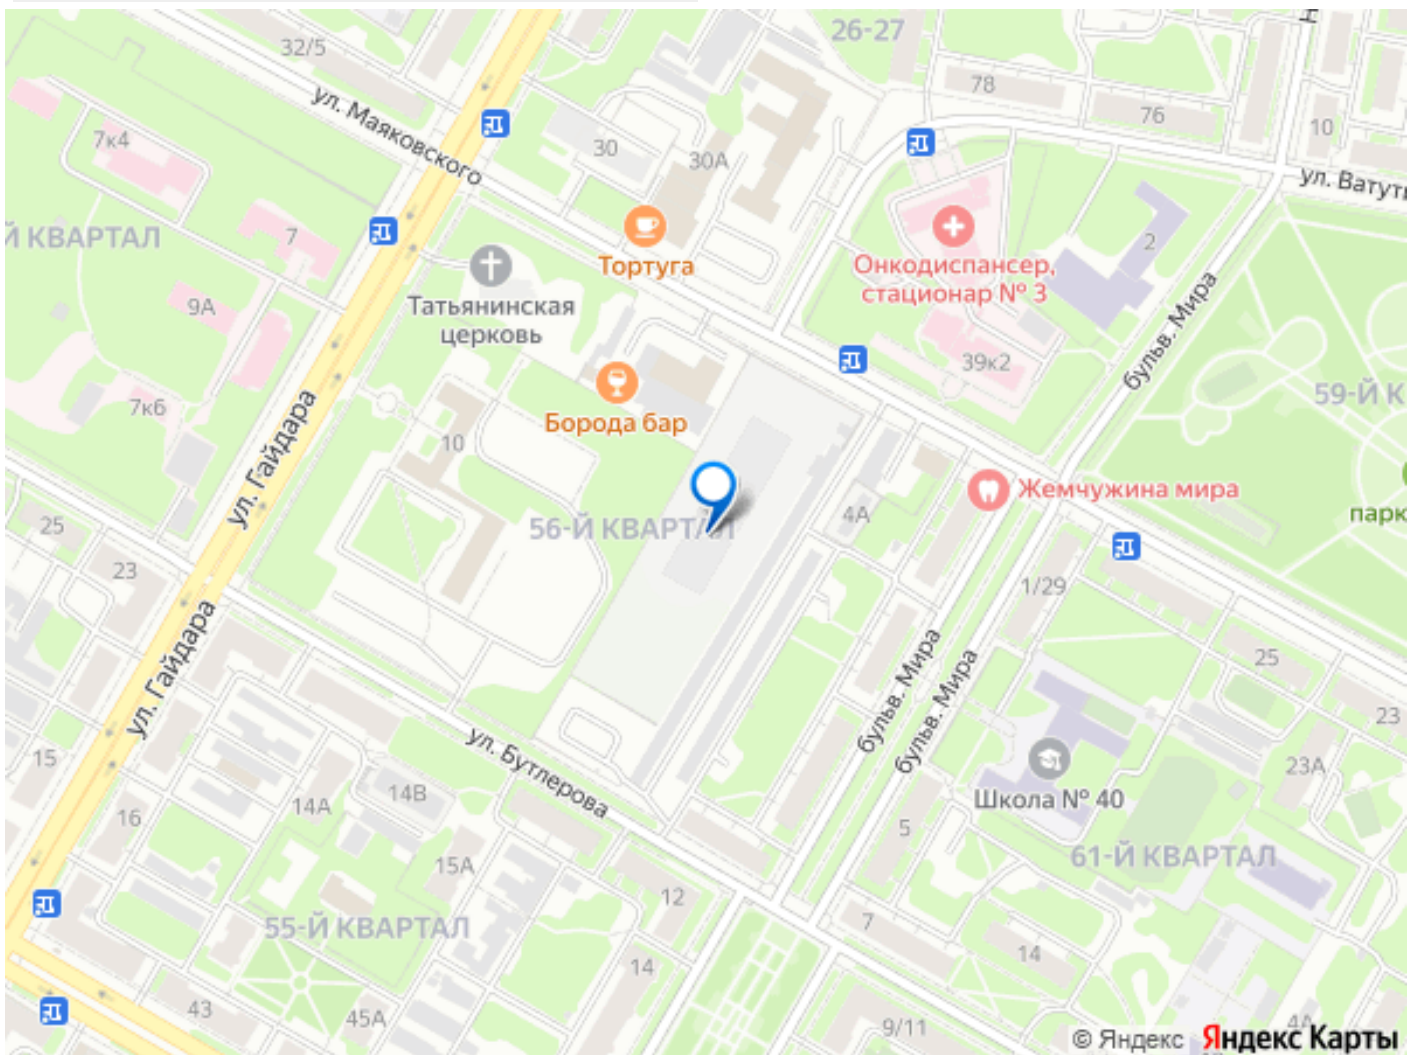 26-27
32/5
78
76
10
ул. Маяковского
7к4
30
30А
ул. Ватути
Й КВАРТАЛ
7
2
Тортуга
Онкодиспансер,
стационар № 3
Татьянинская
церковь
9А
бульв. Мира
39к2
59-Й К
7к6
Борода бар
10
ул. Гайдара
Жемчужина мира
4А
парк
25
56-Й КВАРТАЛ
23
1/29
ул. Гайдара
бульв. Мира
бульв. Мира
25
23
15
ул. Бутлерова
23А
14А
14В
Школа № 40
16
5
61-Й КВАРТАЛ
15А
12
55-Й КВАРТАЛ
7
14
14
43
45А
9/11
4А
© Яндекс Яндекс Карты